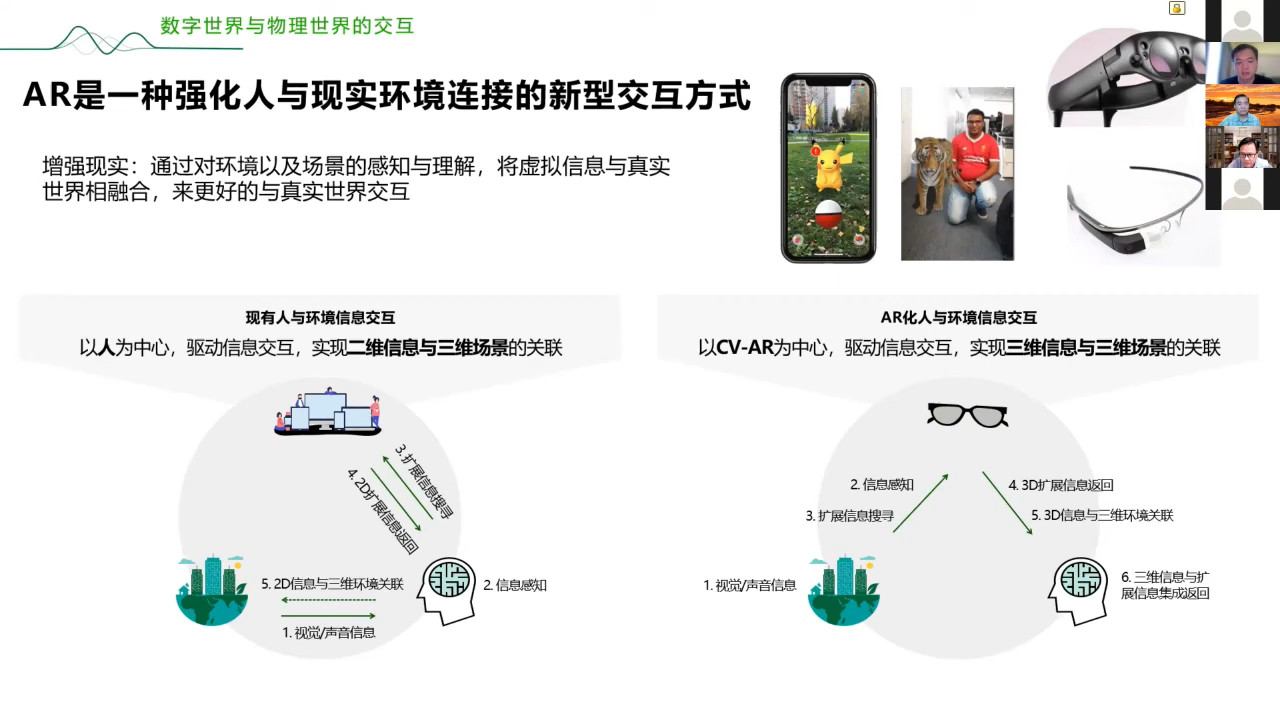 数字世界与物理世界的交互
AR是一种强化人与现实环境连接的新型交互方式
增强现实：通过对环境以及场景的感知与理解，将虚拟信息与真实
世界相融合，来更好的与真实世界交互
现有人与环境信息交互
以人为中心，驱动信息交互，实现二维信息与三维场景的关联
3. 扩展信息搜寻
4. 2D扩展信息返回
5. 2D信息与三维环境关联
2. 信息感知
1. 视觉/声音信息
AR化人与环境信息交互
以CV-AR为中心，驱动信息交互，实现三维信息与三维场景的关联
2. 信息感知
4. 3D扩展信息返回
3. 扩展信息搜寻
5. 3D信息与三维环境关联
1. 视觉/声音信息
6. 三维信息与扩
展信息集成返回